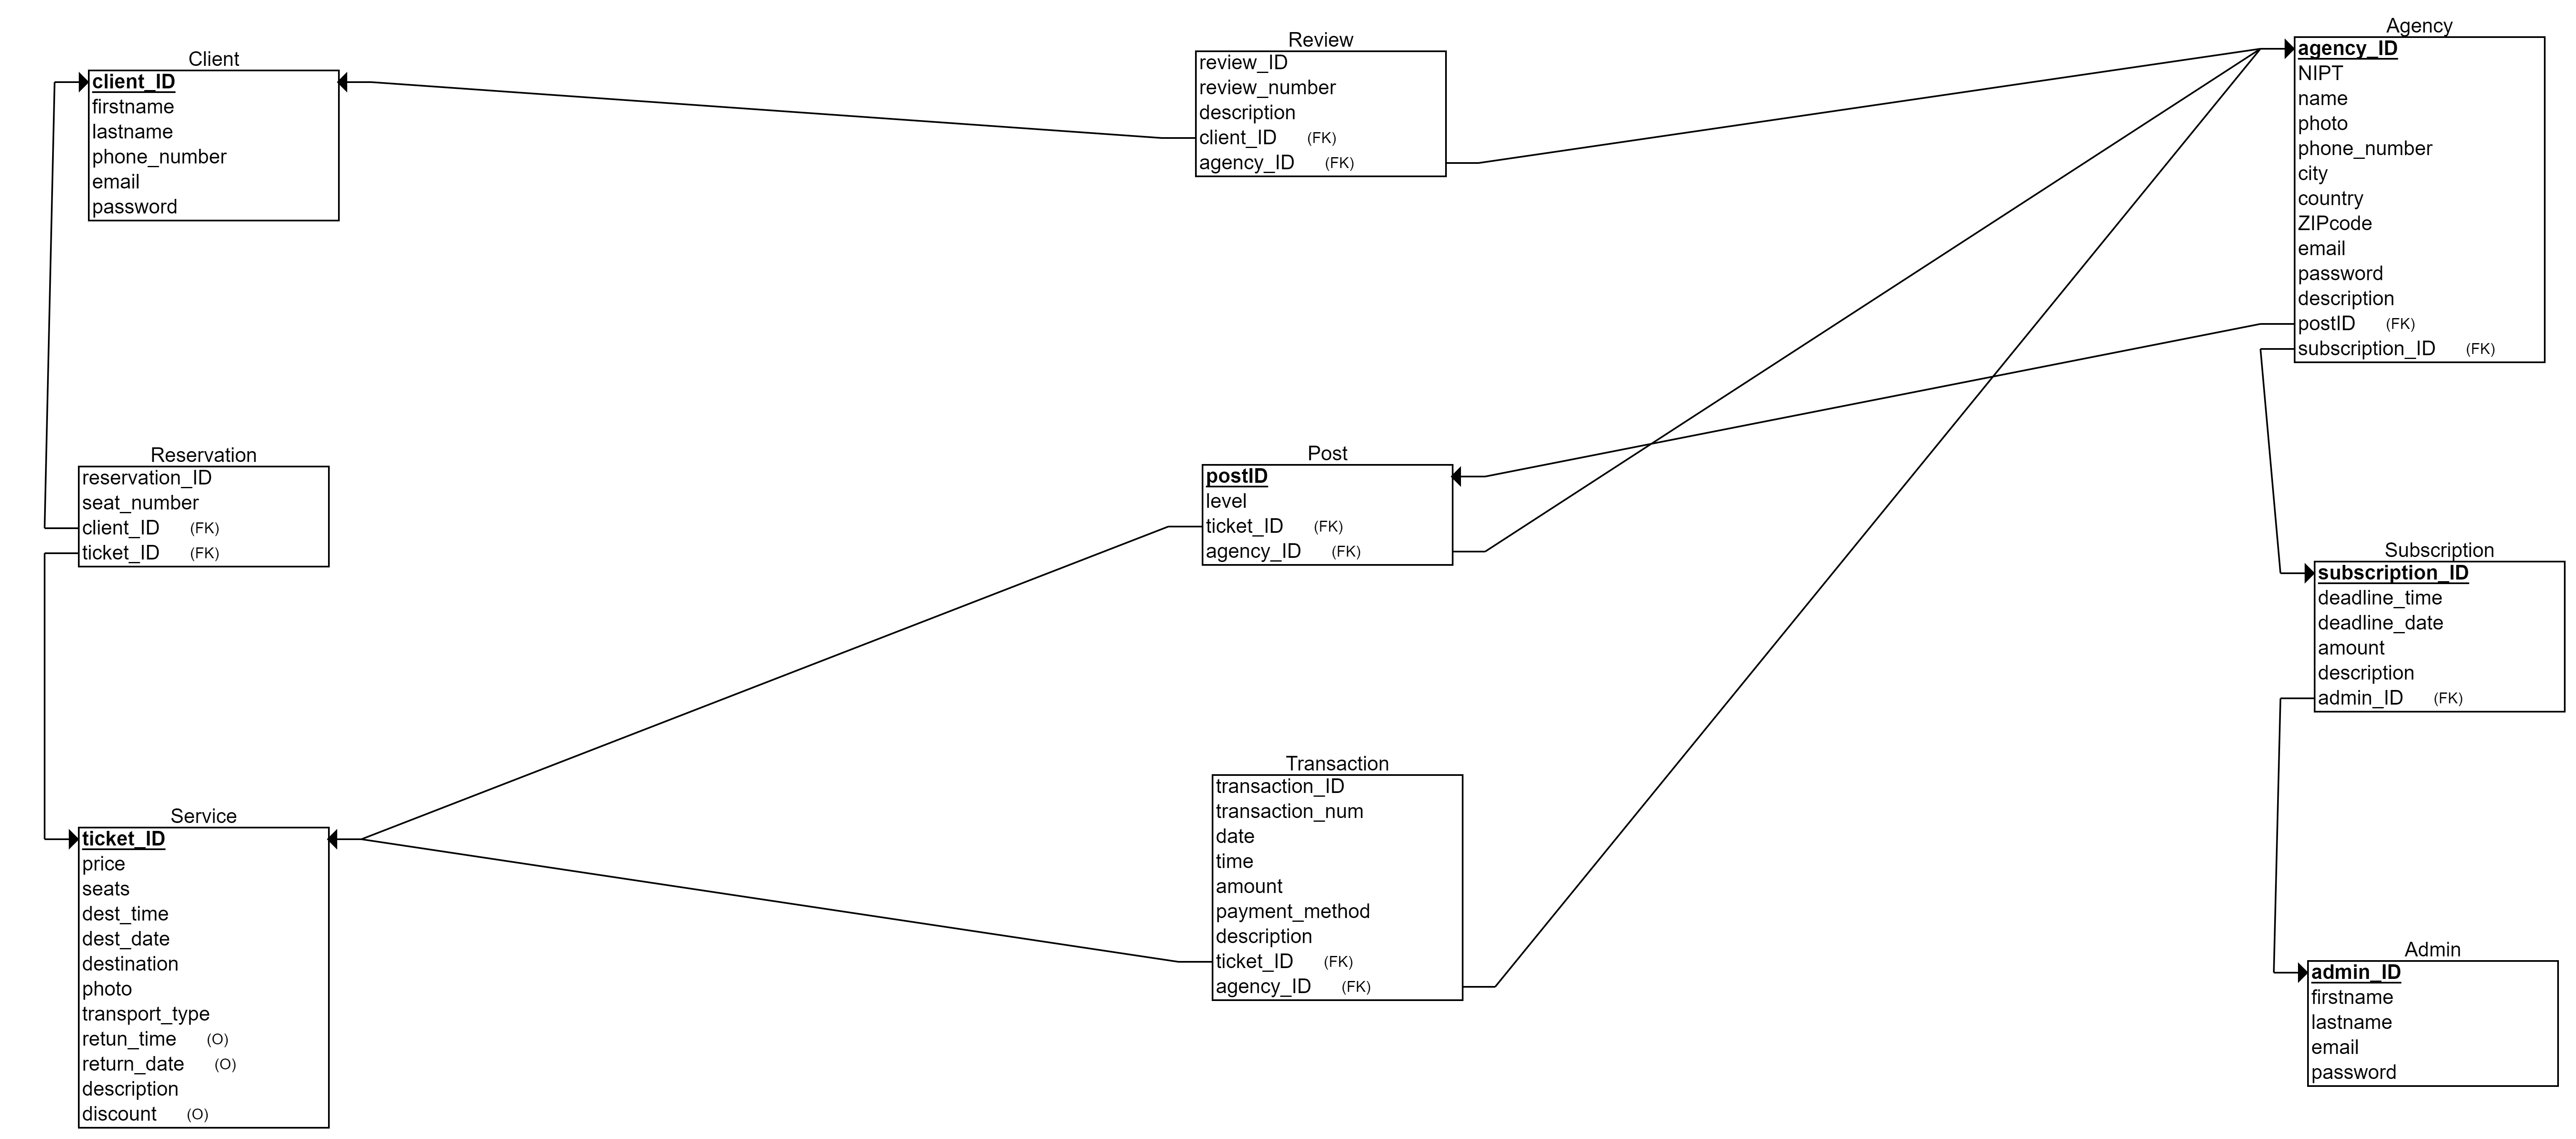 Client
client_ID
firstname
lastname
phone_number
email
password
Review
review_ID
review_number
description
client_ID (FK)
agency_ID (FK)
Agency
agency_ID
NIPT
name
photo
phone_number
city
country
ZIPcode
email
password
description
postID (FK)
subscription_ID (FK)
Reservation
reservation_ID
seat_number
client_ID (FK)
ticket_ID (FK)
Post
postID
level
ticket_ID (FK)
agency_ID (FK)
Subscription
subscription_ID
deadline_time
deadline_date
amount
description
admin_ID (FK)
Service
ticket_ID
price
seats
dest_time
dest_date
destination
photo
transport_type
retun_time (O)
return_date (O)
description
discount (O)
Transaction
transaction_ID
transaction_num
date
time
amount
payment_method
description
ticket_ID (FK)
agency_ID (FK)
Admin
admin_ID
firstname
lastname
email
password